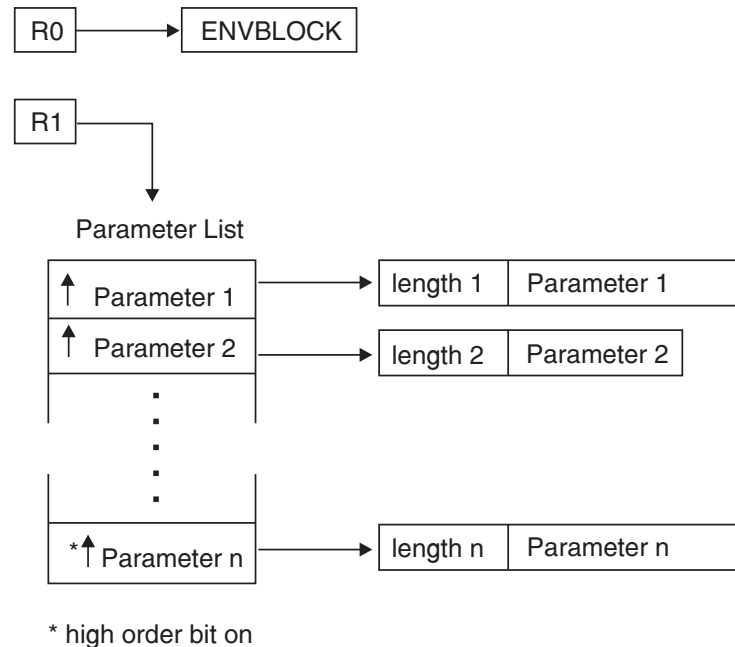 R0 ENVBLOCK
R1
Parameter List
↑ Parameter 1 length 1 Parameter 1
↑ Parameter 2 length 2 Parameter 2
*↑ Parameter n length n Parameter n
* high order bit on